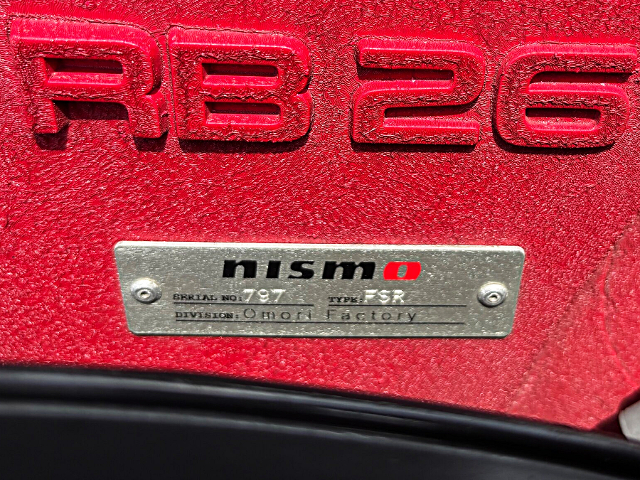 RB26
nismo
SERIAL NO: 797 TYPE: FSR
DIVISION: Omori Factory